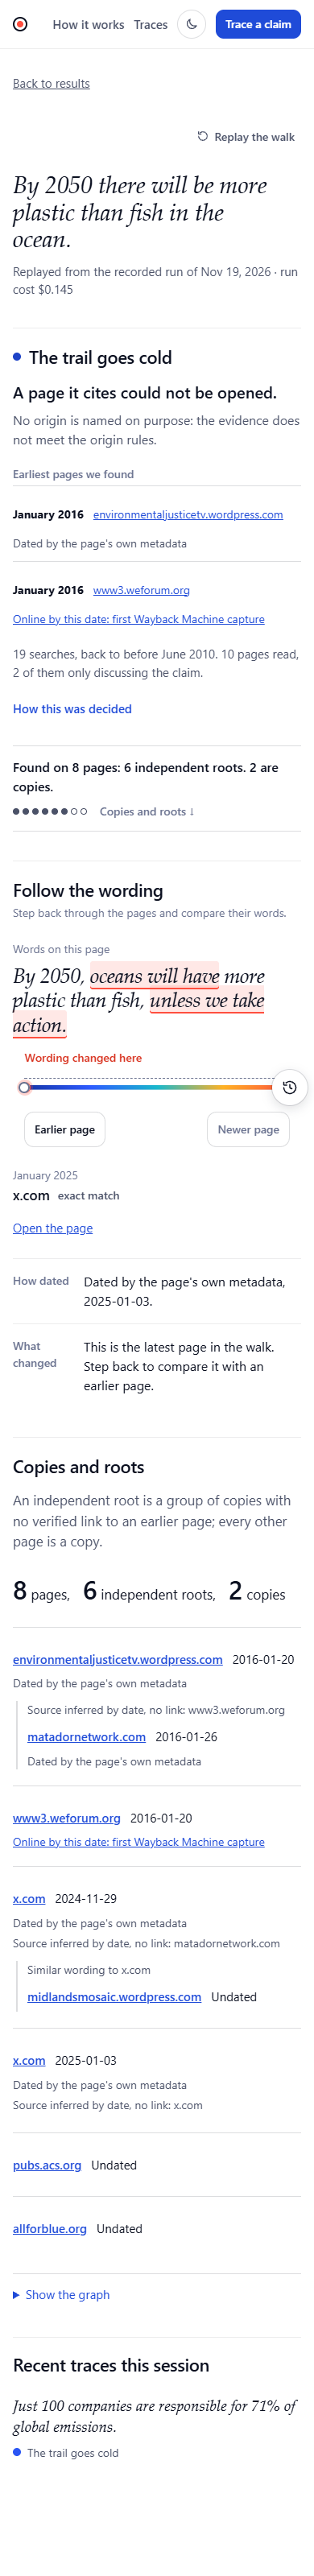 How it works Traces Trace a claim
Back to results
Replay the walk
By 2050 there will be more
plastic than fish in the
ocean.
Replayed from the recorded run of Nov 19, 2026 · run
cost $0.145
The trail goes cold
A page it cites could not be opened.
No origin is named on purpose: the evidence does
not meet the origin rules.
Earliest pages we found
January 2016 environmentaljusticetv.wordpress.com
Dated by the page's own metadata
January 2016 www3.weforum.org
Online by this date: first Wayback Machine capture
19 searches, back to before June 2010. 10 pages read,
2 of them only discussing the claim.
How this was decided
Found on 8 pages: 6 independent roots. 2 are
copies.
Copies and roots ↓
Follow the wording
Step back through the pages and compare their words.
Words on this page
By 2050, oceans will have more
plastic than fish, unless we take
action.
Wording changed here
Earlier page Newer page
January 2025
x.com exact match
Open the page
How dated Dated by the page's own metadata,
2025-01-03.
What changed This is the latest page in the walk.
Step back to compare it with an
earlier page.
Copies and roots
An independent root is a group of copies with
no verified link to an earlier page; every other
page is a copy.
8 pages, 6 independent roots, 2 copies
environmentaljusticetv.wordpress.com 2016-01-20
Dated by the page's own metadata
Source inferred by date, no link: www3.weforum.org
matadornetwork.com 2016-01-26
Dated by the page's own metadata
www3.weforum.org 2016-01-20
Online by this date: first Wayback Machine capture
x.com 2024-11-29
Dated by the page's own metadata
Source inferred by date, no link: matadornetwork.com
Similar wording to x.com
midlandsmosaic.wordpress.com Undated
x.com 2025-01-03
Dated by the page's own metadata
Source inferred by date, no link: x.com
pubs.acs.org Undated
allforblue.org Undated
Show the graph
Recent traces this session
Just 100 companies are responsible for 71% of
global emissions.
The trail goes cold